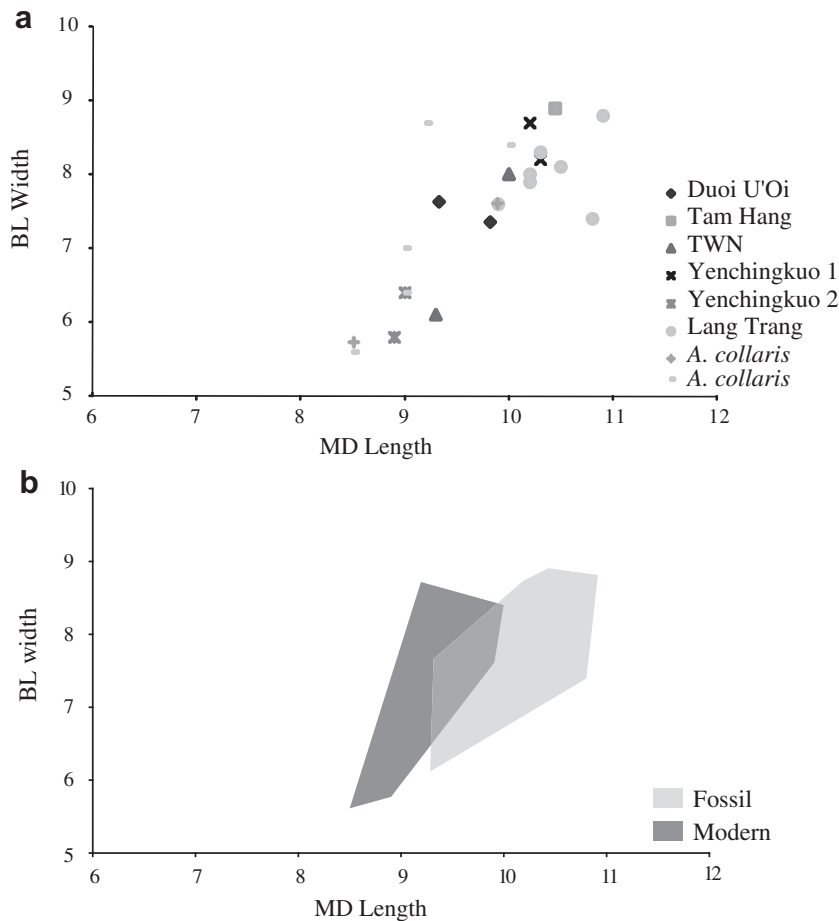 a
10
9
8
7
6
5
BL Width
6 7 8 9 10 11 12
MD Length
Duoi U'Oi
Tam Hang
TWN
Yenchingkuo 1
Yenchingkuo 2
Lang Trang
A. collaris
A. collaris
b
10
9
8
7
6
5
BL width
6 7 8 9 10 11 12
MD Length
Fossil
Modern